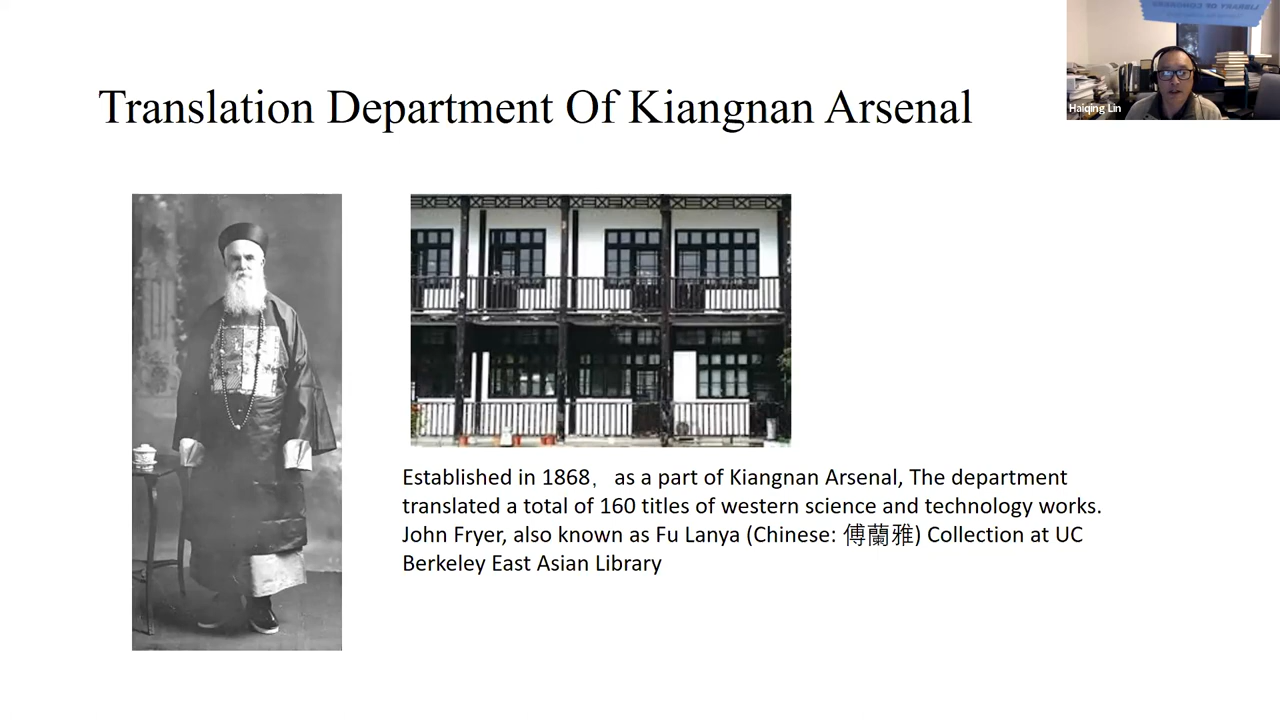 Translation Department Of Kiangnan Arsenal
Haiqing Lin
Established in 1868， as a part of Kiangnan Arsenal, The department
translated a total of 160 titles of western science and technology works.
John Fryer, also known as Fu Lanya (Chinese: 傅蘭雅) Collection at UC
Berkeley East Asian Library